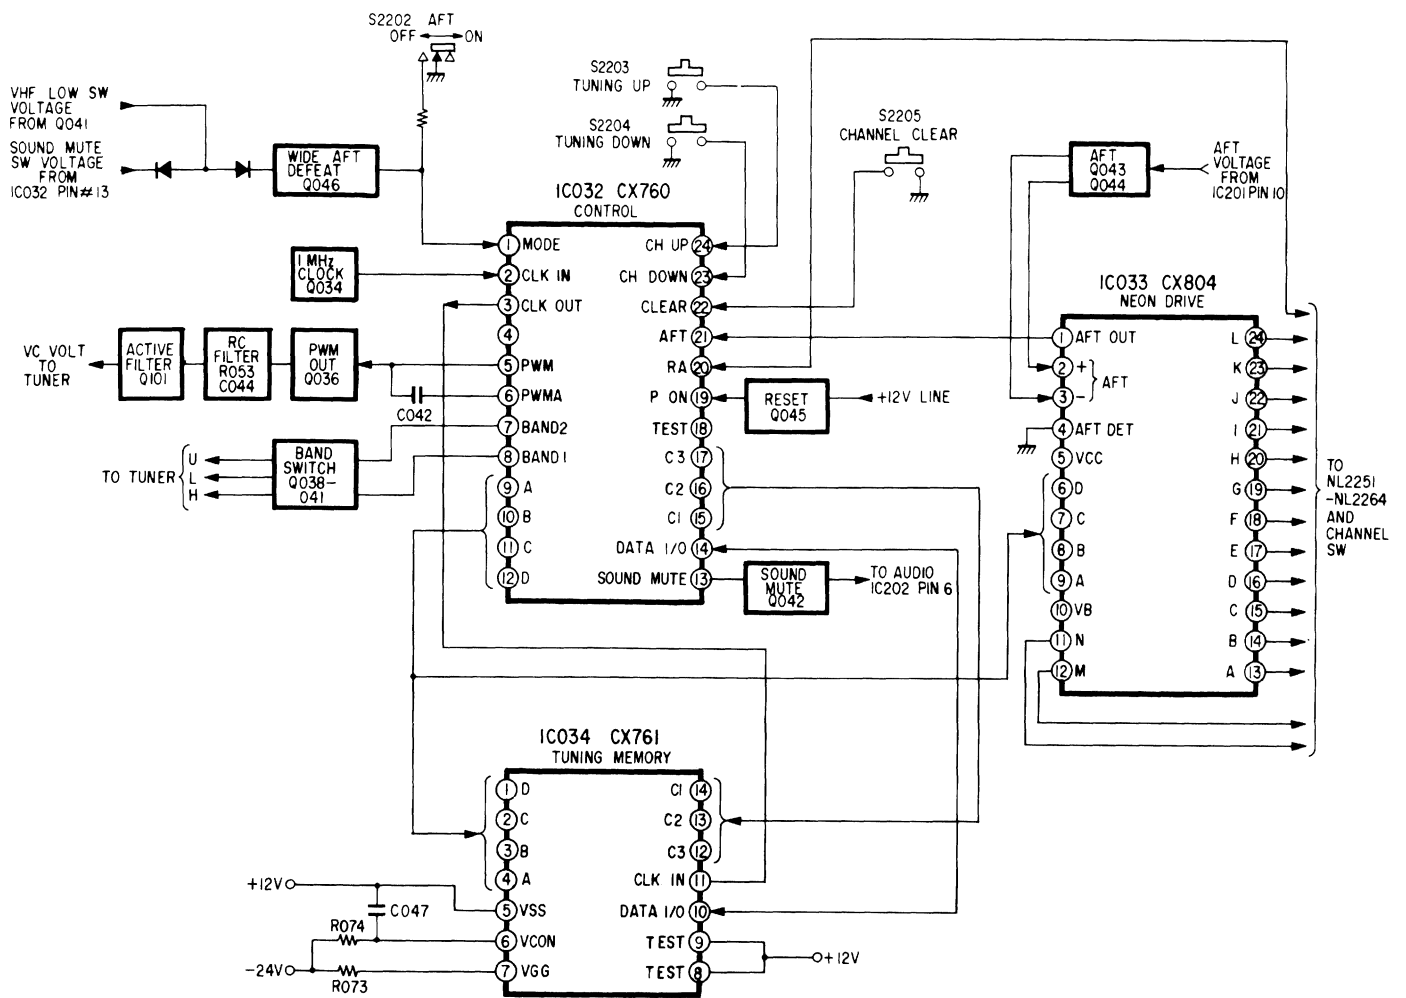 S2202 AFT
OFF ON
VHF LOW SW
VOLTAGE
FROM Q041
SOUND MUTE
SW VOLTAGE
FROM
IC032 PIN#13
WIDE AFT
DEFEAT
Q046
S2203
TUNING UP
S2204
TUNING DOWN
S2205
CHANNEL CLEAR
AFT
Q043
Q044
AFT
VOLTAGE
FROM
IC201 PIN 10
IC032 CX760
CONTROL
1 MODE
2 CLK IN
3 CLK OUT
4
5 PWM
6 PWMA
7 BAND2
8 BAND1
9 A
10 B
11 C
12 D
CH UP 24
CH DOWN 23
CLEAR 22
AFT 21
RA 20
P ON 19
TEST 18
C3 17
C2 16
C1 15
DATA I/O 14
SOUND MUTE 13
1MHz
CLOCK
Q034
VC VOLT
TO
TUNER
ACTIVE
FILTER
Q101
RC
FILTER
R053
C044
PWM
OUT
Q036
C042
TO TUNER
U
L
H
BAND
SWITCH
Q038-
041
RESET
Q045
+12V LINE
SOUND
MUTE
Q042
TO AUDIO
IC202 PIN 6
IC033 CX804
NEON DRIVE
1 AFT OUT
2 +
AFT
3 -
4 AFT DET
5 VCC
6 D
7 C
8 B
9 A
10 VB
11 N
12 M
L 24
K 23
J 22
I 21
H 20
G 19
F 18
E 17
D 16
C 15
B 14
A 13
TO
NL2251
-NL2264
AND
CHANNEL
SW
IC034 CX761
TUNING MEMORY
1 D
2 C
3 B
4 A
5 VSS
6 VCON
7 VGG
C1 14
C2 13
C3 12
CLK IN 11
DATA I/O 10
TEST 9
TEST 8
+12V
C047
R074
-24V
R073
+12V